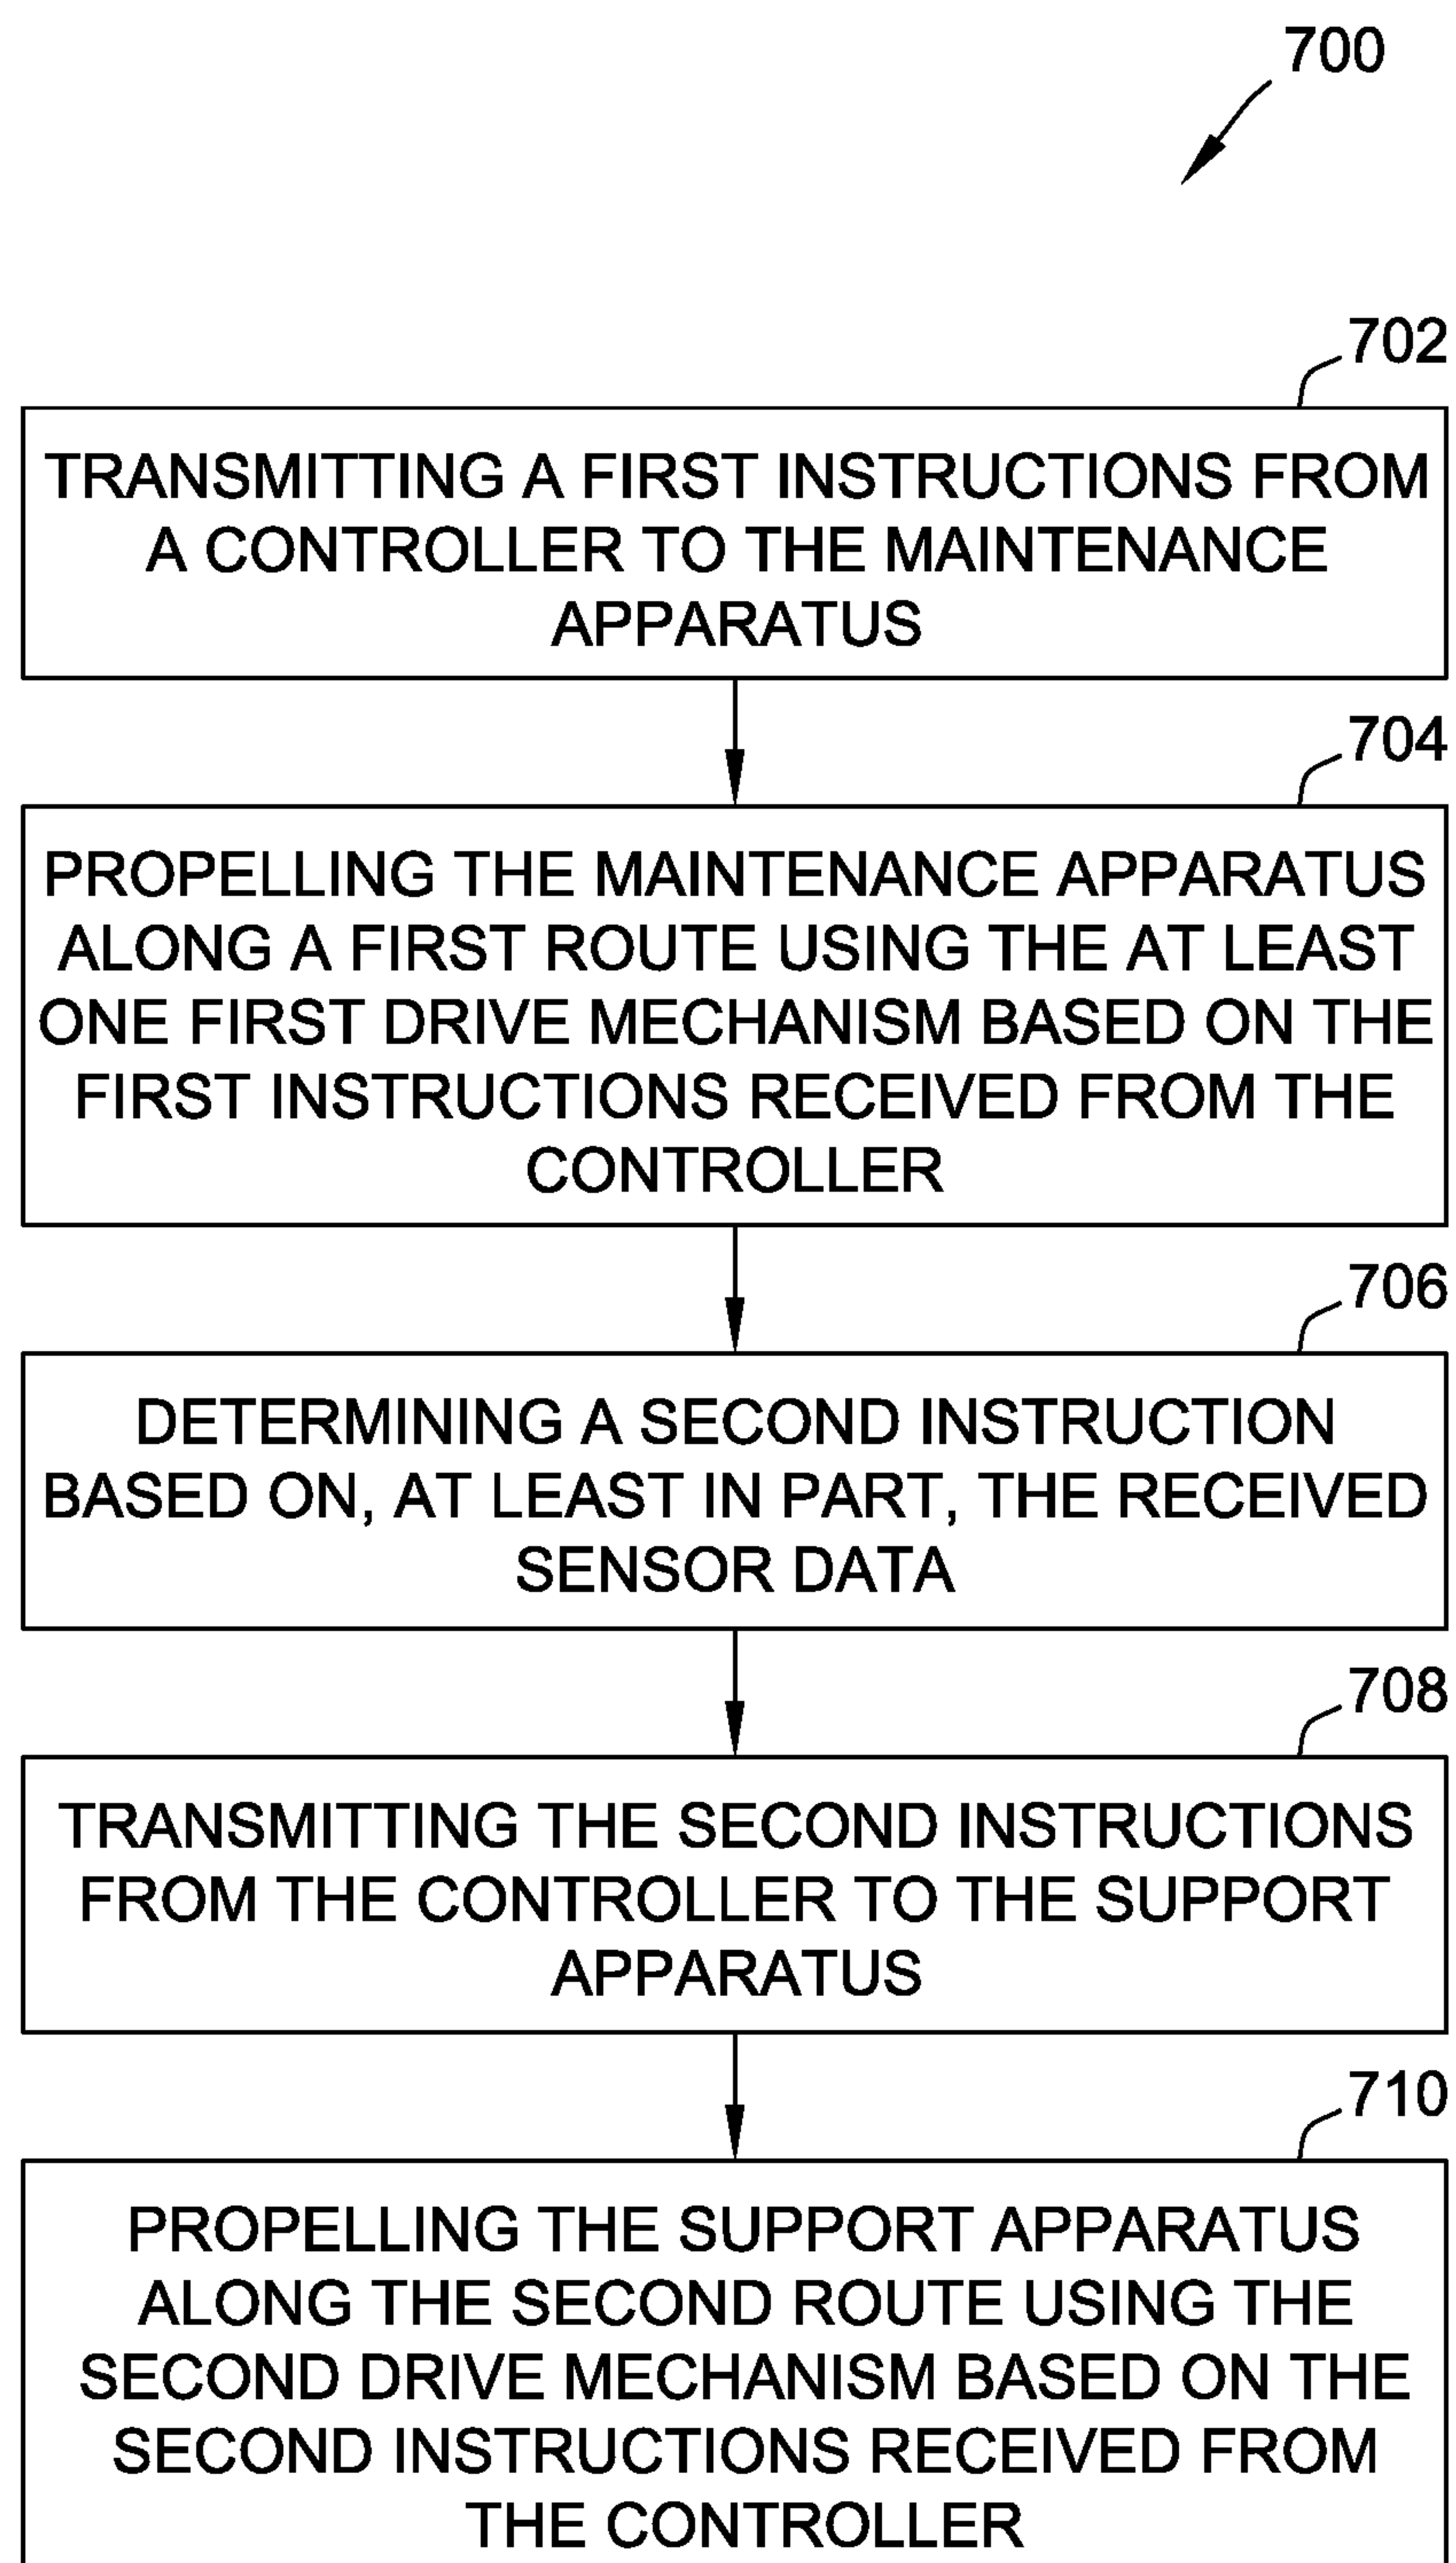 700
702
TRANSMITTING A FIRST INSTRUCTIONS FROM
A CONTROLLER TO THE MAINTENANCE
APPARATUS
704
PROPELLING THE MAINTENANCE APPARATUS
ALONG A FIRST ROUTE USING THE AT LEAST
ONE FIRST DRIVE MECHANISM BASED ON THE
FIRST INSTRUCTIONS RECEIVED FROM THE
CONTROLLER
706
DETERMINING A SECOND INSTRUCTION
BASED ON, AT LEAST IN PART, THE RECEIVED
SENSOR DATA
708
TRANSMITTING THE SECOND INSTRUCTIONS
FROM THE CONTROLLER TO THE SUPPORT
APPARATUS
710
PROPELLING THE SUPPORT APPARATUS
ALONG THE SECOND ROUTE USING THE
SECOND DRIVE MECHANISM BASED ON THE
SECOND INSTRUCTIONS RECEIVED FROM
THE CONTROLLER